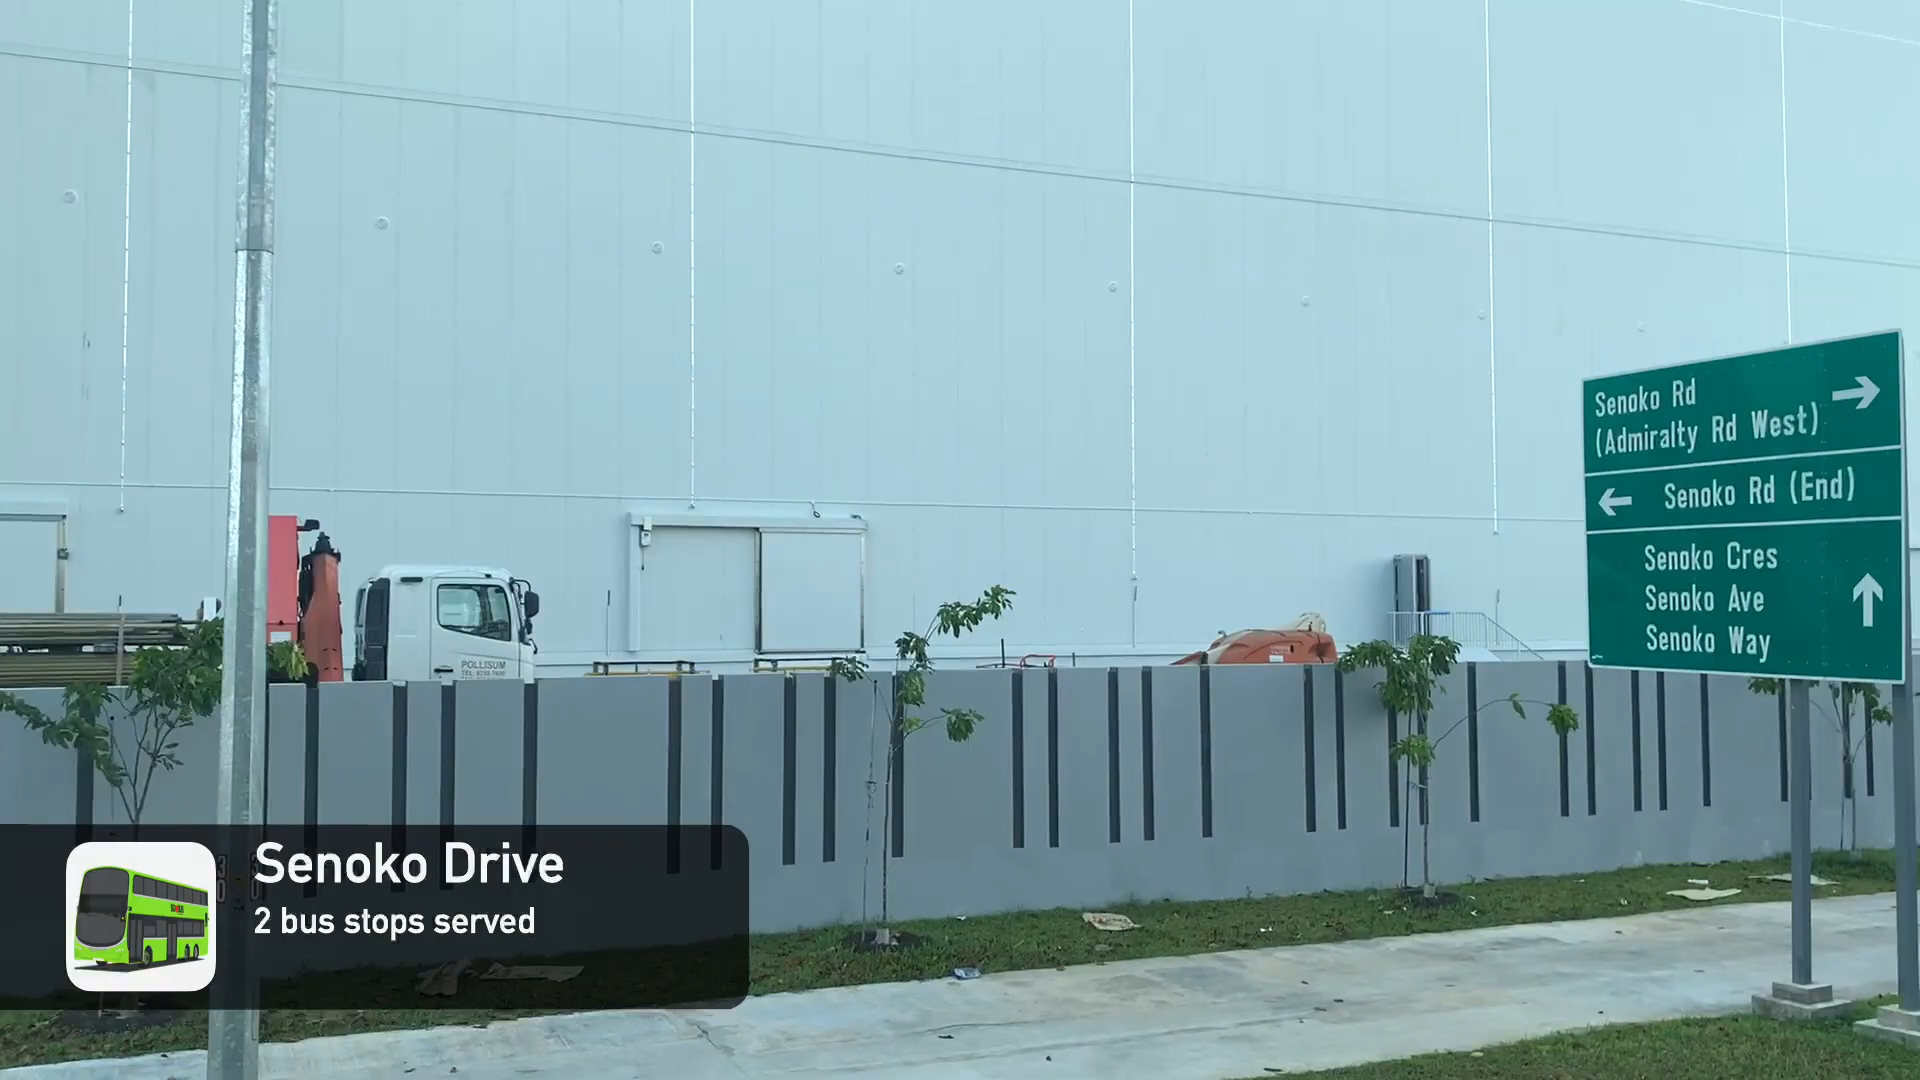 Senoko Rd
(Admiralty Rd West)
Senoko Rd (End)
Senoko Cres
Senoko Ave
Senoko Way
POLLISUM
Senoko Drive
2 bus stops served